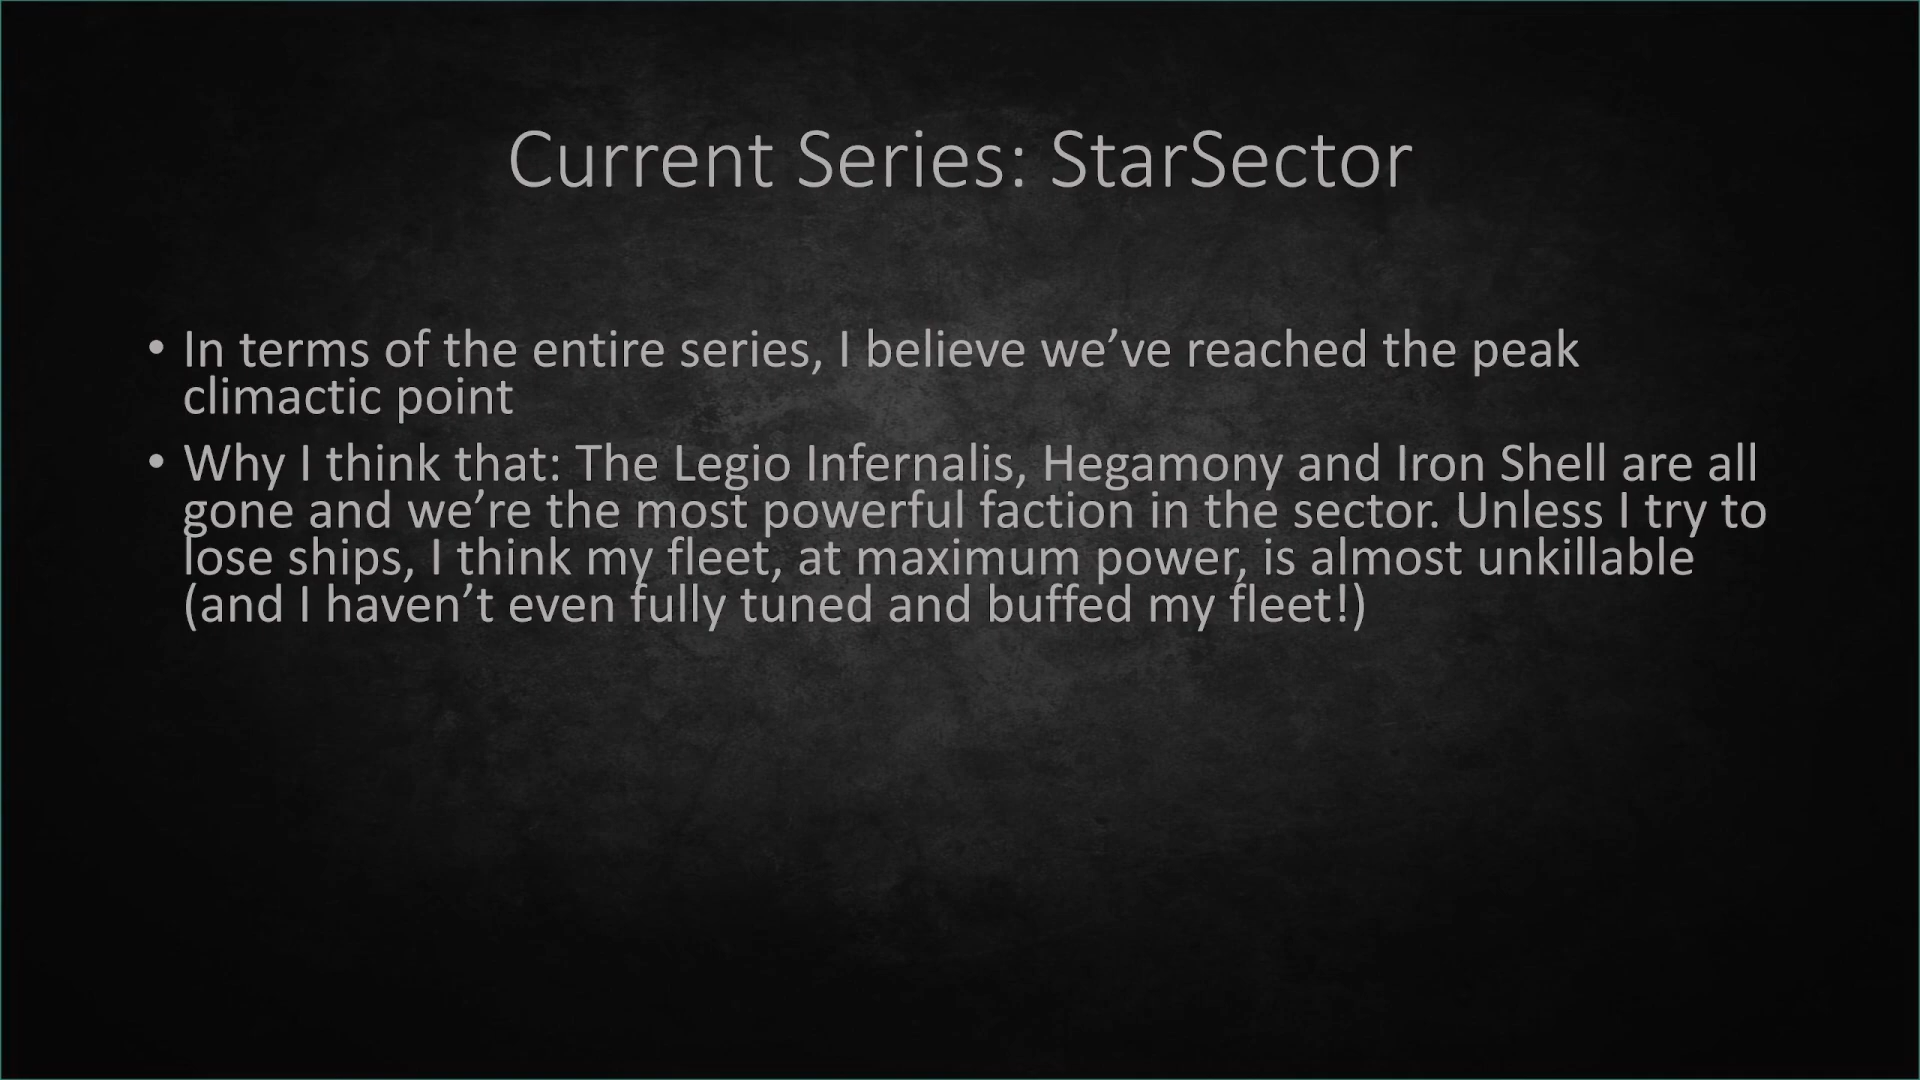 Current Series: StarSector
• In terms of the entire series, I believe we’ve reached the peak
climactic point
• Why I think that: The Legio Infernalis, Hegamony and Iron Shell are all
gone and we’re the most powerful faction in the sector. Unless I try to
lose ships, I think my fleet, at maximum power, is almost unkillable
(and I haven’t even fully tuned and buffed my fleet!)